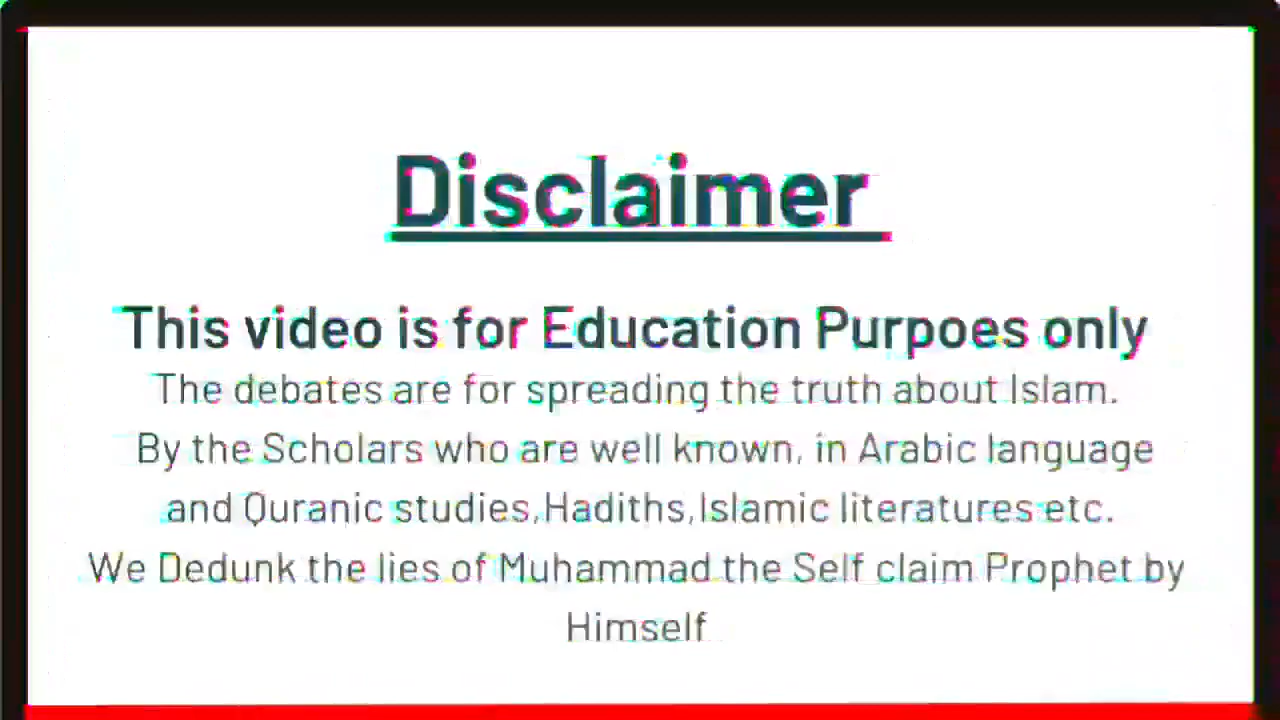 Disclaimer
This video is for Education Purpoes only
The debates are for spreading the truth about Islam.
By the Scholars who are well known, in Arabic language
and Quranic studies,Hadiths,Islamic literatures etc.
We Dedunk the lies of Muhammad the Self claim Prophet by
Himself